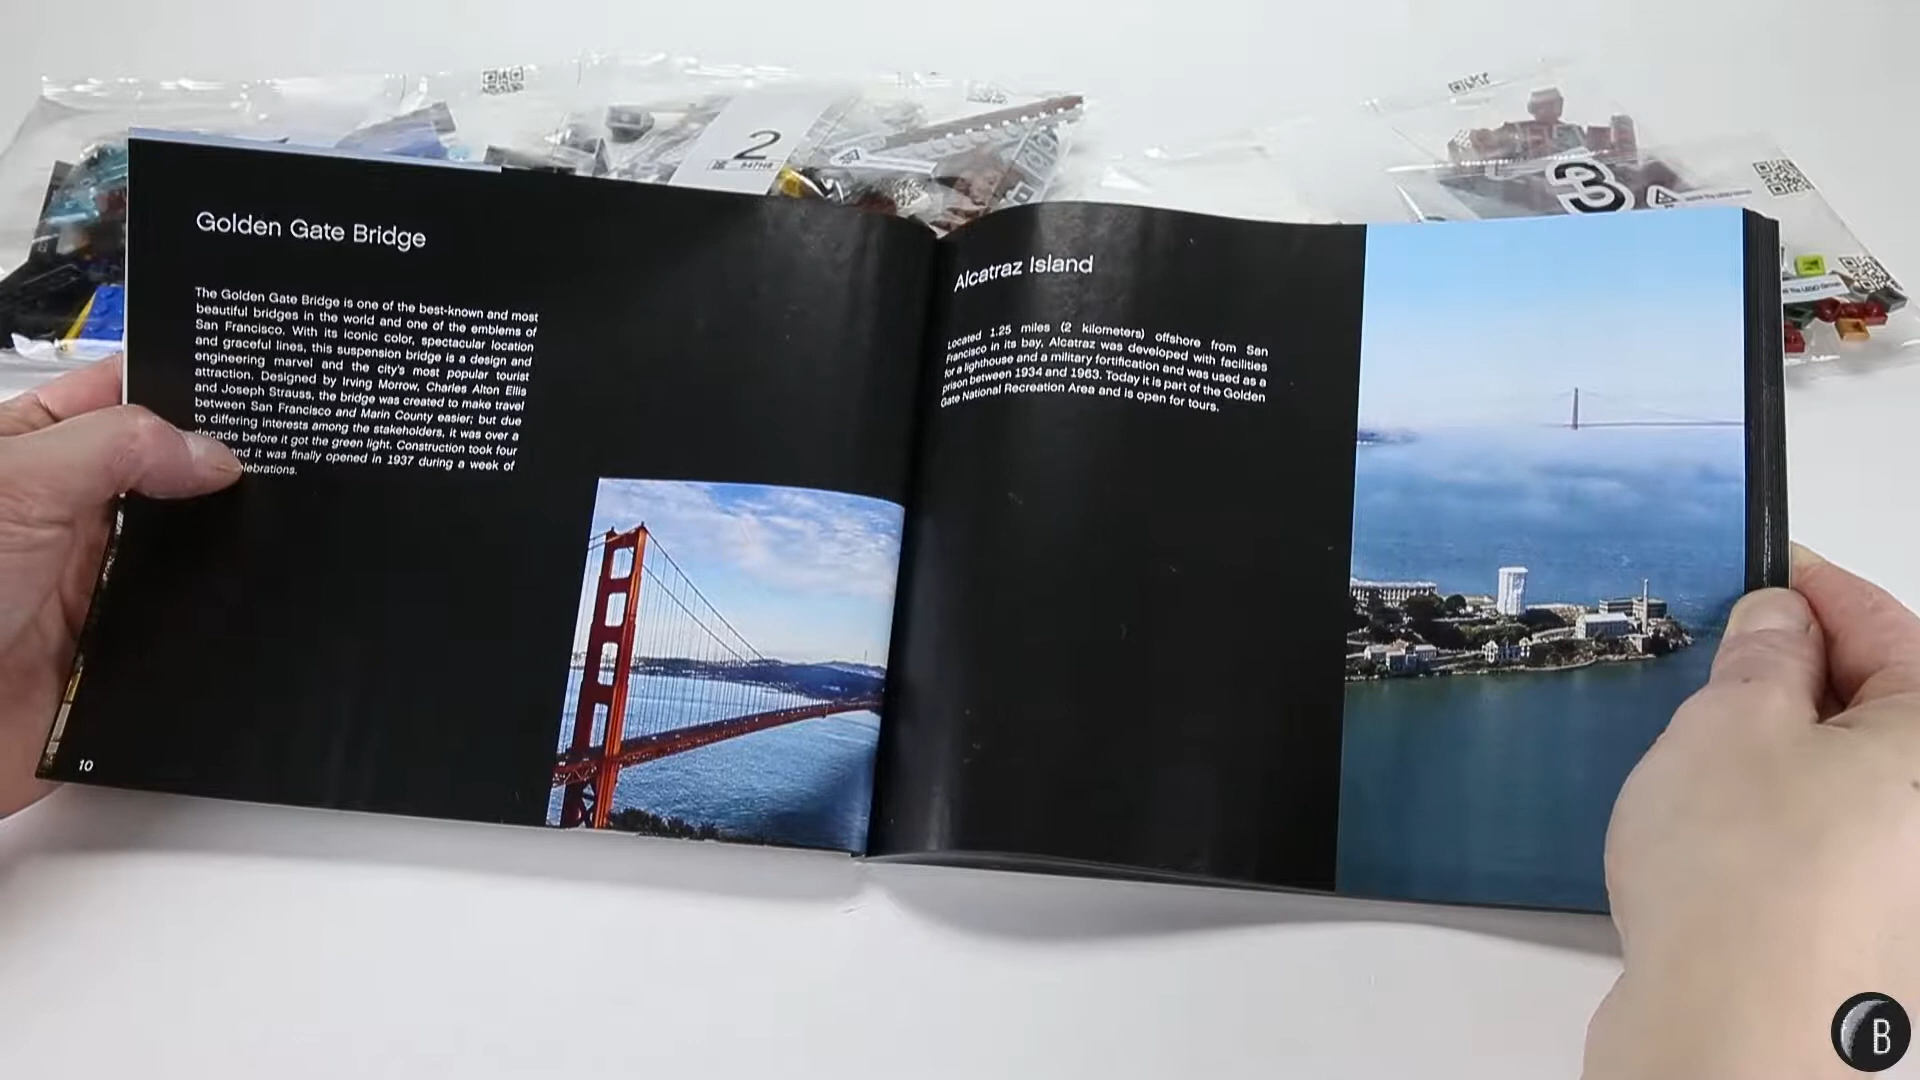 2
3
Golden Gate Bridge
The Golden Gate Bridge is one of the best-known and most
beautiful bridges in the world and one of the emblems of
San Francisco. With its iconic color, spectacular location
and graceful lines, this suspension bridge is a design and
engineering marvel and the city's most popular tourist
attraction. Designed by Irving Morrow, Charles Alton Ellis
and Joseph Strauss, the bridge was created to make travel
between San Francisco and Marin County easier; but due
to differing interests among the stakeholders, it was over a
decade before it got the green light. Construction took four
and it was finally opened in 1937 during a week of
10
Alcatraz Island
Located 1.25 miles (2 kilometers) offshore from San
Francisco in its bay, Alcatraz was developed with facilities
for a lighthouse and a military fortification and was used as a
prison between 1934 and 1963. Today it is part of the Golden
Gate National Recreation Area and is open for tours.
B